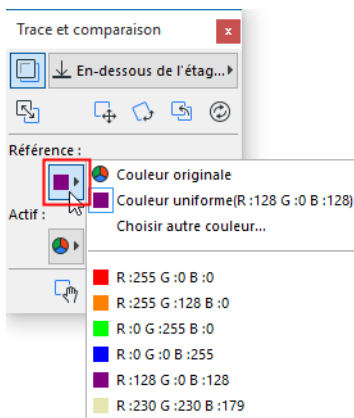 Trace et comparaison
x
En-dessous de l'étag...
Référence :
Couleur originale
Couleur uniforme(R :128 G :0 B :128)
Actif :
Choisir autre couleur...
R :255 G :0 B :0
R :255 G :128 B :0
R :0 G :255 B :0
R :0 G :0 B :255
R :128 G :0 B :128
R :230 G :230 B :179